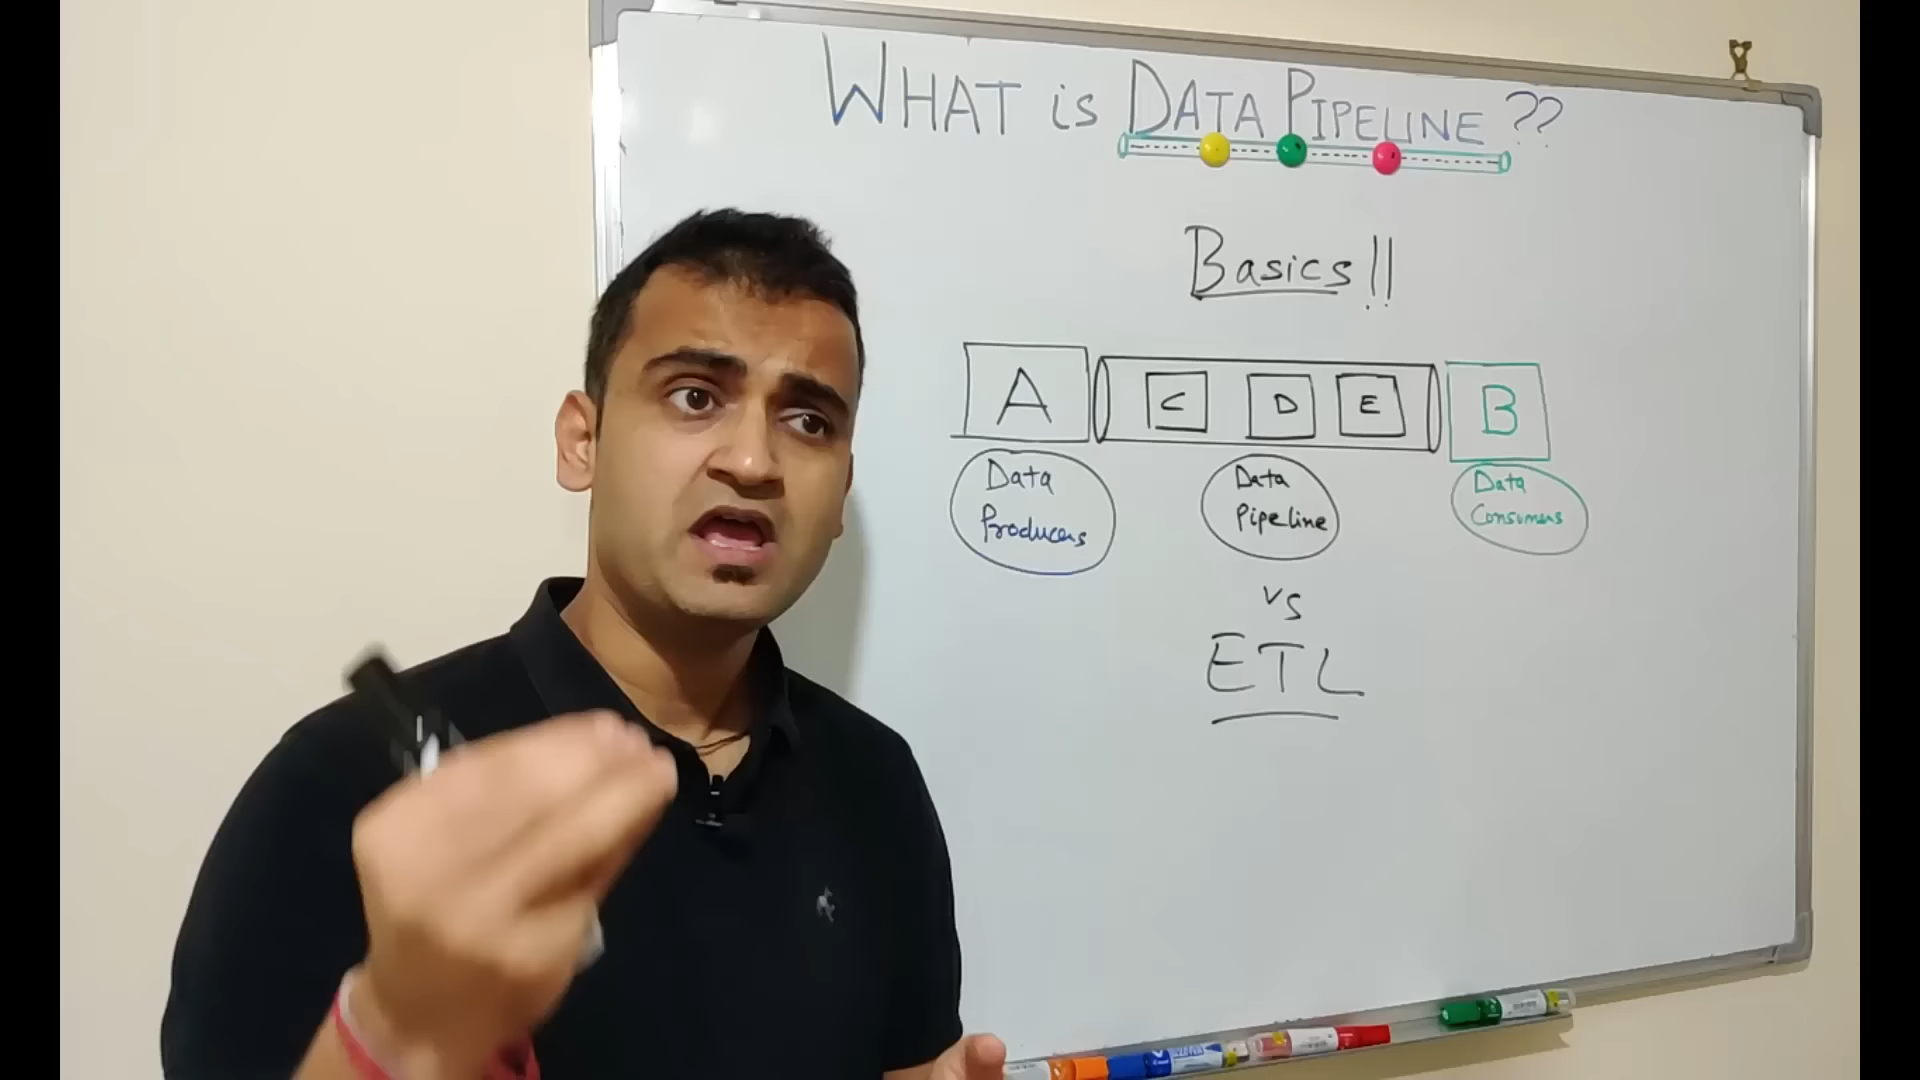 WHAT is DATA PIPELINE ??
Basics!!
A
C
D
E
B
Data
Producers
Data
Pipeline
Data
Consumers
vs
ETL